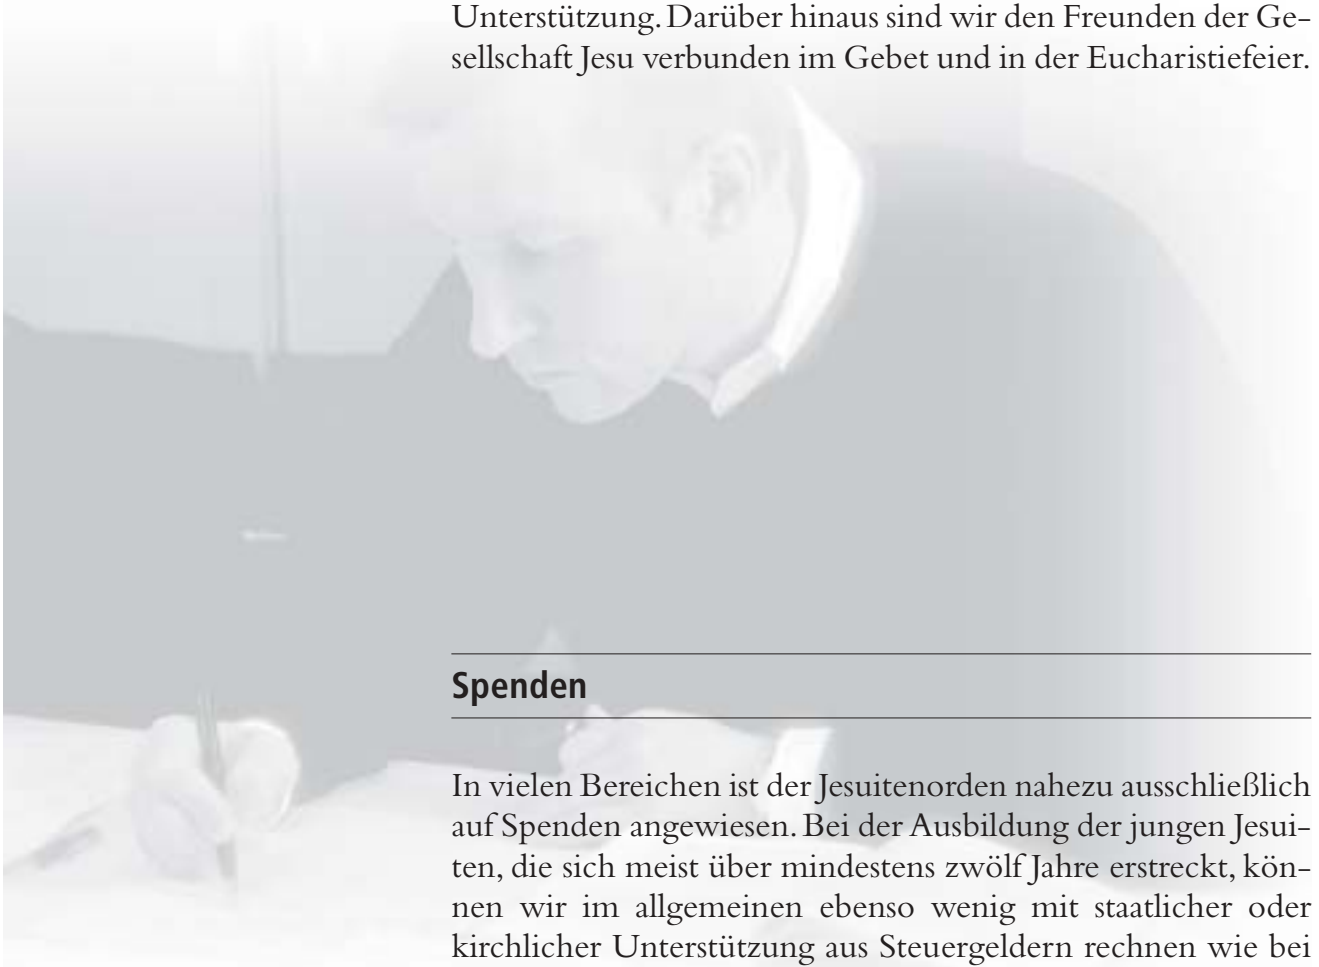 Unterstützung. Darüber hinaus sind wir den Freunden der Ge-
sellschaft Jesu verbunden im Gebet und in der Eucharistiefeier.
Spenden
In vielen Bereichen ist der Jesuitenorden nahezu ausschließlich
auf Spenden angewiesen. Bei der Ausbildung der jungen Jesui-
ten, die sich meist über mindestens zwölf Jahre erstreckt, kön-
nen wir im allgemeinen ebenso wenig mit staatlicher oder
kirchlicher Unterstützung aus Steuergeldern rechnen wie bei